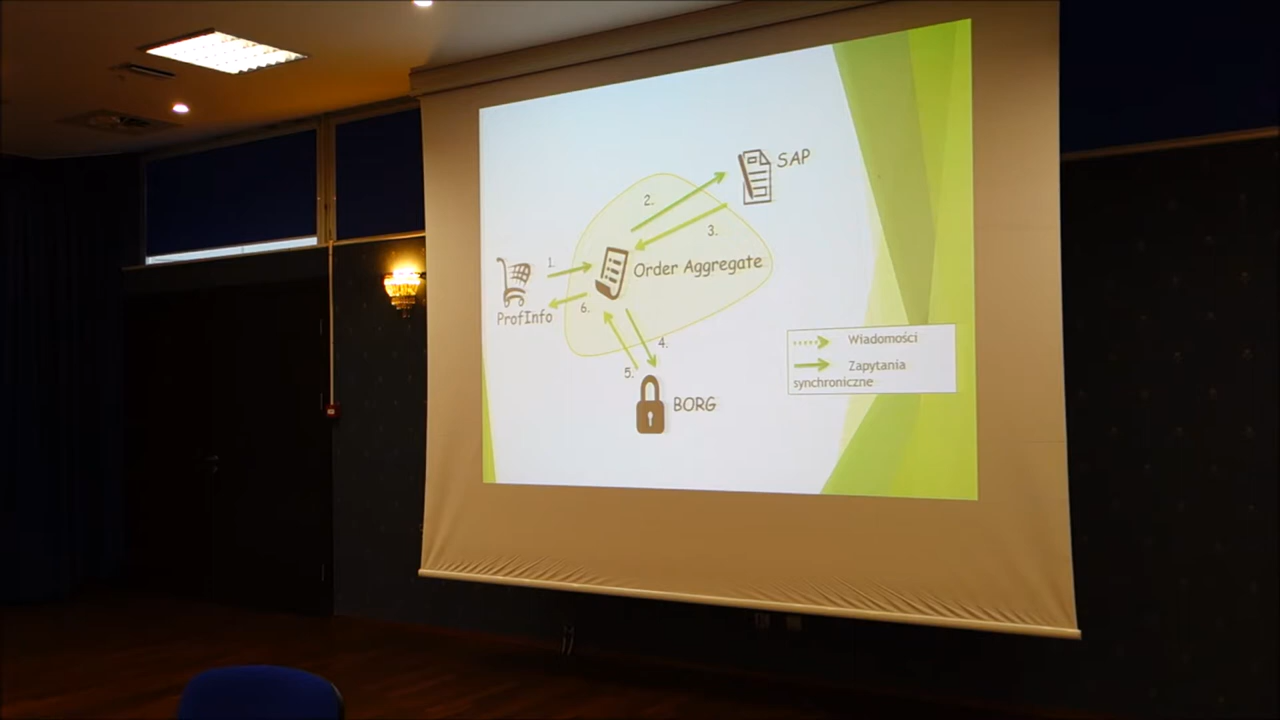 SAP
2.
3.
1.
Order Aggregate
6.
ProfInfo
4.
5.
BORG
Wiadomości
Zapytania
synchroniczne